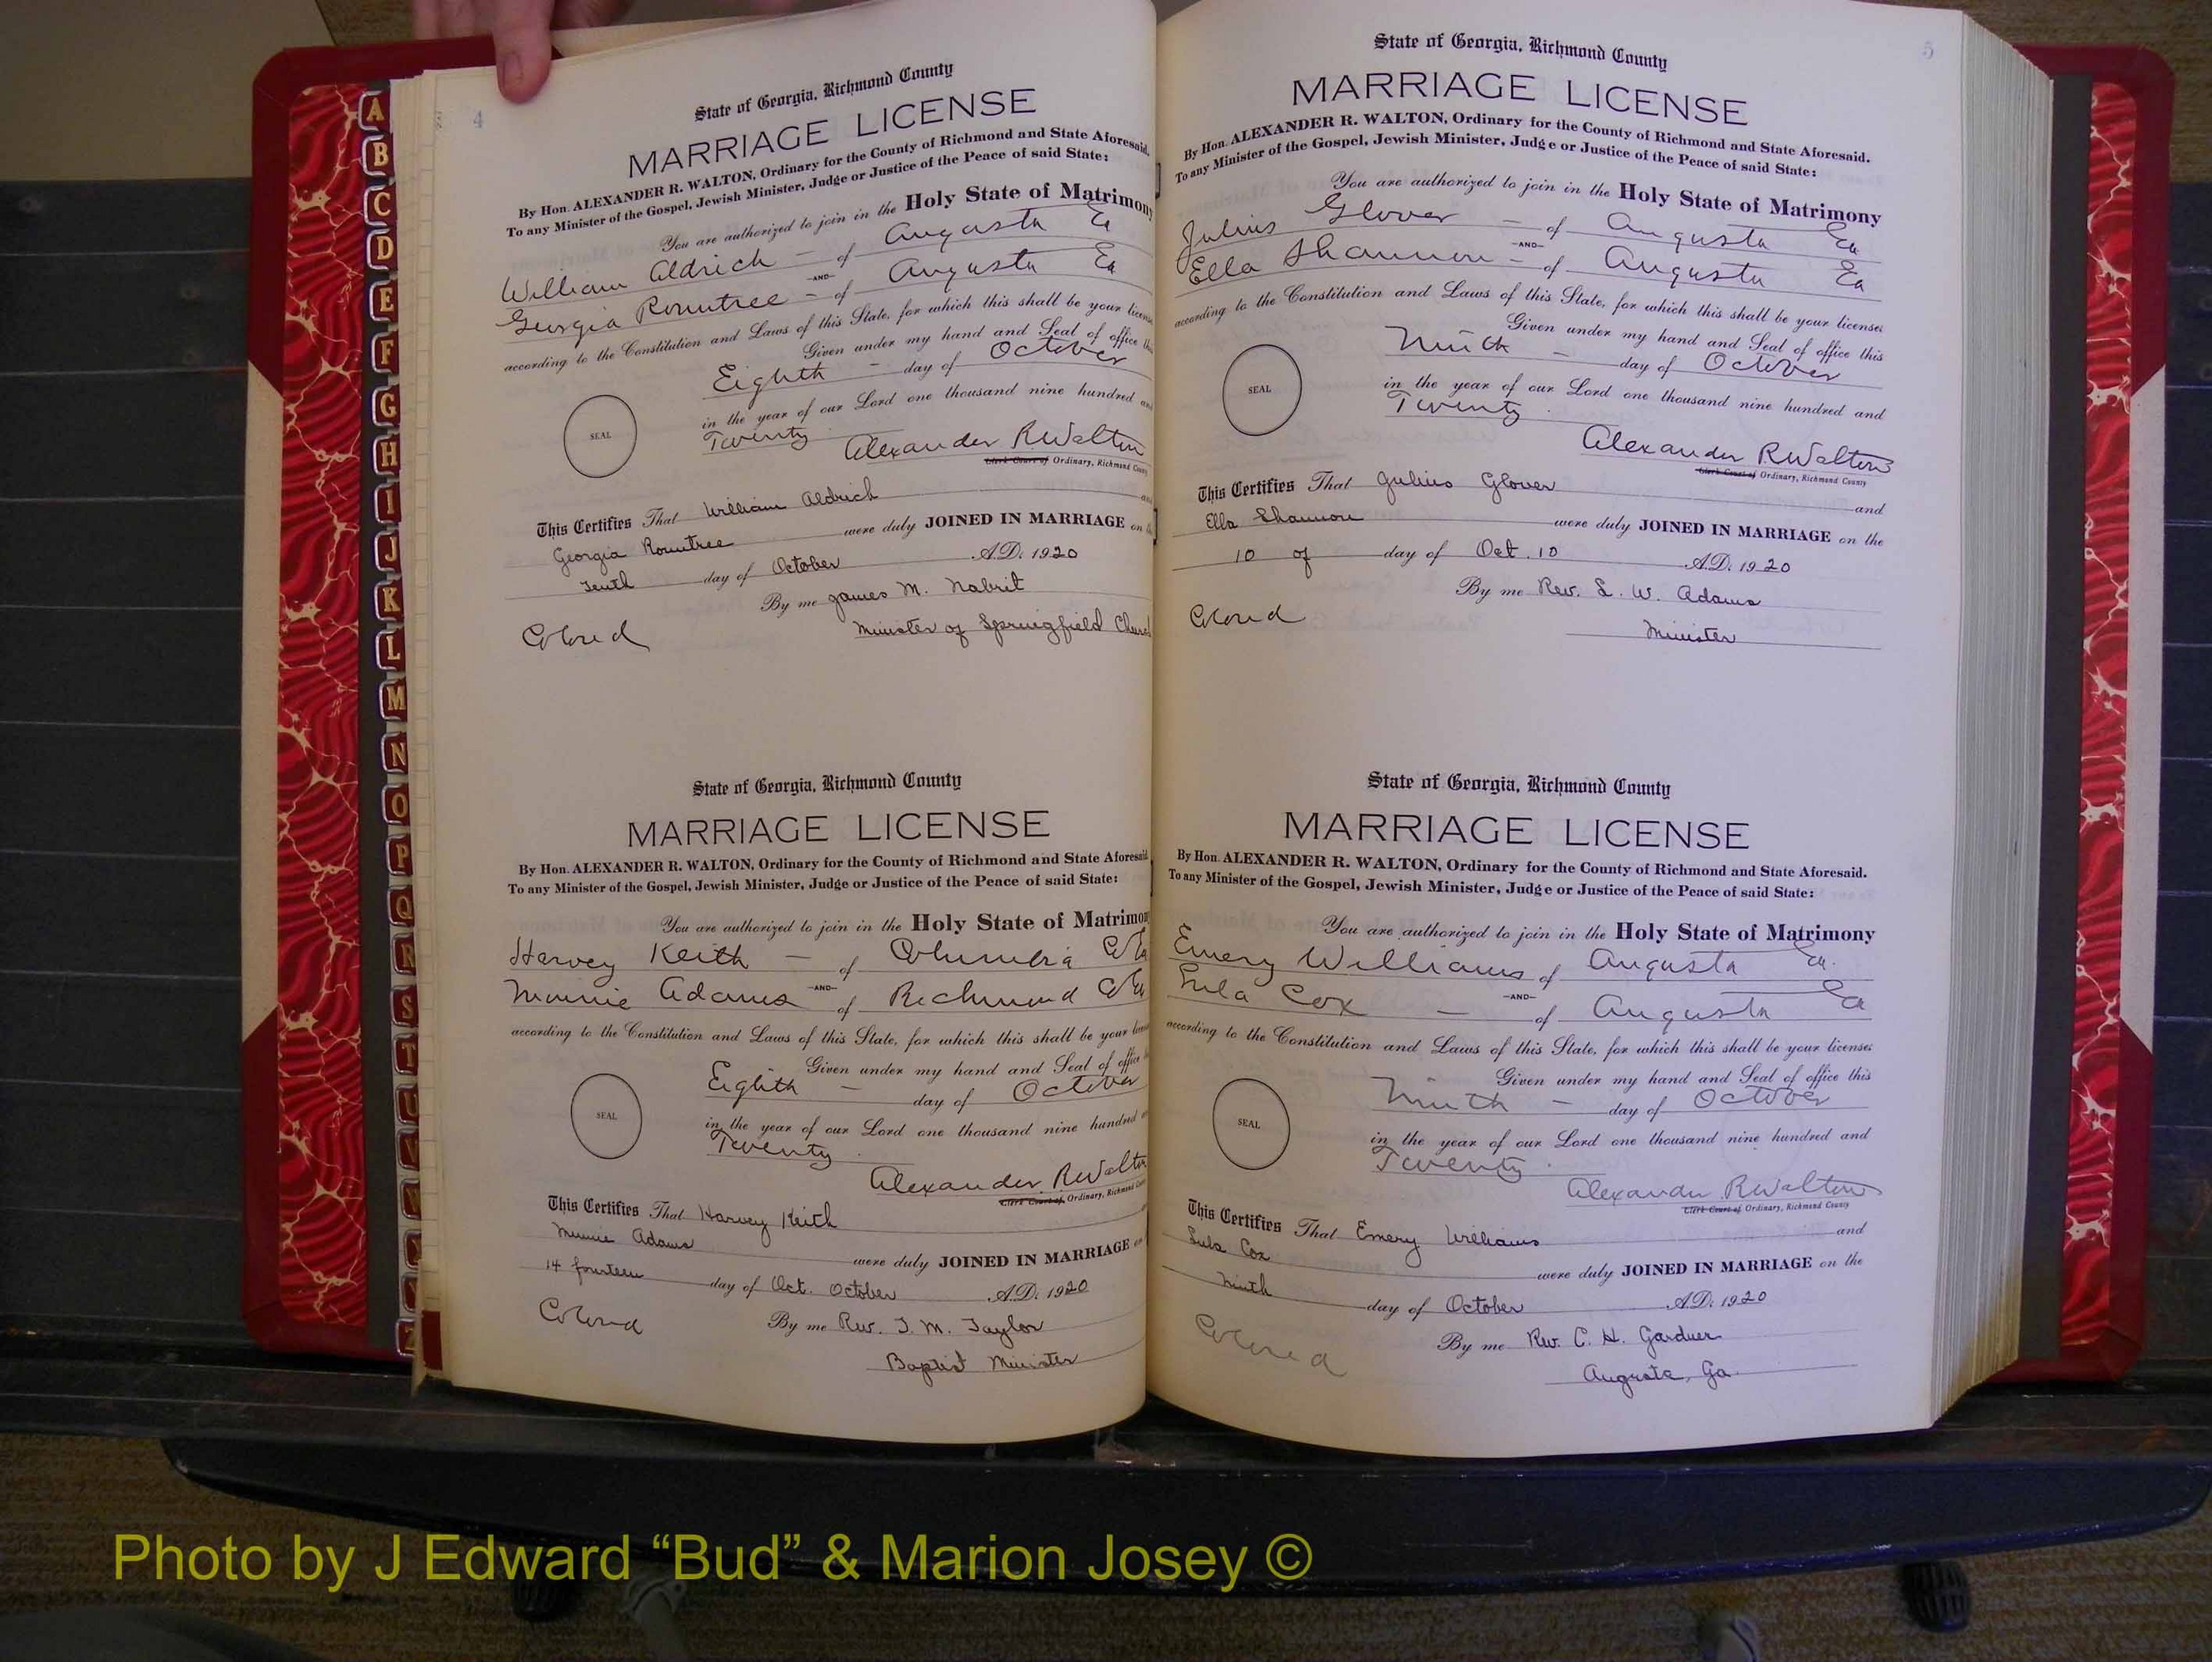 4
State of Georgia, Richmond County
MARRIAGE LICENSE
By Hon. ALEXANDER R. WALTON, Ordinary for the County of Richmond and State Aforesaid.
To any Minister of the Gospel, Jewish Minister, Judge or Justice of the Peace of said State:
You are authorized to join in the Holy State of Matrimony
William Aldrich - of Augusta Ga
-AND-
Georgia Rountree - of Augusta Ga
according to the Constitution and Laws of this State, for which this shall be your license
Given under my hand and Seal of office this
Eighth - day of October
SEAL
in the year of our Lord one thousand nine hundred and
Twenty
Alexander R Walton
Clerk Court of Ordinary, Richmond County
This Certifies That William Aldrich and
Georgia Rountree were duly JOINED IN MARRIAGE on
Tenth day of October A.D. 1920
By me James M. Nabrit
Colored
Minister of Springfield Church
State of Georgia, Richmond County
MARRIAGE LICENSE
By Hon. ALEXANDER R. WALTON, Ordinary for the County of Richmond and State Aforesaid
To any Minister of the Gospel, Jewish Minister, Judge or Justice of the Peace of said State:
You are authorized to join in the Holy State of Matrimon
Harvey Keith - of Columbia Co Ga
-AND-
Minnie Adams of Richmond Co Ga
according to the Constitution and Laws of this State, for which this shall be your
Given under my hand and Seal of office
Eighth - day of October
SEAL
in the year of our Lord one thousand nine hundred
Twenty
Alexander R Walton
Clerk Court of Ordinary, Richmond County
This Certifies That Harvey Keith
Minnie Adams were duly JOINED IN MARRIAGE on
14 fourteen day of Oct. October A.D. 1920
Colored
By me Rev. T. M. Taylor
Baptist Minister
5
State of Georgia, Richmond County
MARRIAGE LICENSE
By Hon. ALEXANDER R. WALTON, Ordinary for the County of Richmond and State Aforesaid.
To any Minister of the Gospel, Jewish Minister, Judge or Justice of the Peace of said State:
You are authorized to join in the Holy State of Matrimony
Julius Glover - of Augusta Ga
-AND-
Ella Shannon - of Augusta Ga
according to the Constitution and Laws of this State, for which this shall be your license:
Given under my hand and Seal of office this
Ninth - day of October
SEAL
in the year of our Lord one thousand nine hundred and
Twenty
Alexander R Walton
Clerk Court of Ordinary, Richmond County
This Certifies That Julius Glover and
Ella Shannon were duly JOINED IN MARRIAGE on the
10 of day of Oct. 10 A.D. 1920
By me Rev. L. W. Adams
Colored
Minister
State of Georgia, Richmond County
MARRIAGE LICENSE
By Hon. ALEXANDER R. WALTON, Ordinary for the County of Richmond and State Aforesaid.
To any Minister of the Gospel, Jewish Minister, Judge or Justice of the Peace of said State:
You are authorized to join in the Holy State of Matrimony
Emery Williams of Augusta Ga.
-AND-
Lula Cox - of Augusta Ga
according to the Constitution and Laws of this State, for which this shall be your license:
Given under my hand and Seal of office this
Ninth - day of October
SEAL
in the year of our Lord one thousand nine hundred and
Twenty
Alexander R Walton
Clerk Court of Ordinary, Richmond County
This Certifies That Emery Williams and
Lula Cox were duly JOINED IN MARRIAGE on the
Ninth day of October A.D. 1920
Colored
By me Rev. C. H. Gardner
Augusta, Ga.
A
B
C
D
E
F
G
H
I
J
K
L
M
N
O
P
Q
R
S
T
U
V
W
X
Y
Z
Photo by J Edward “Bud” & Marion Josey ©